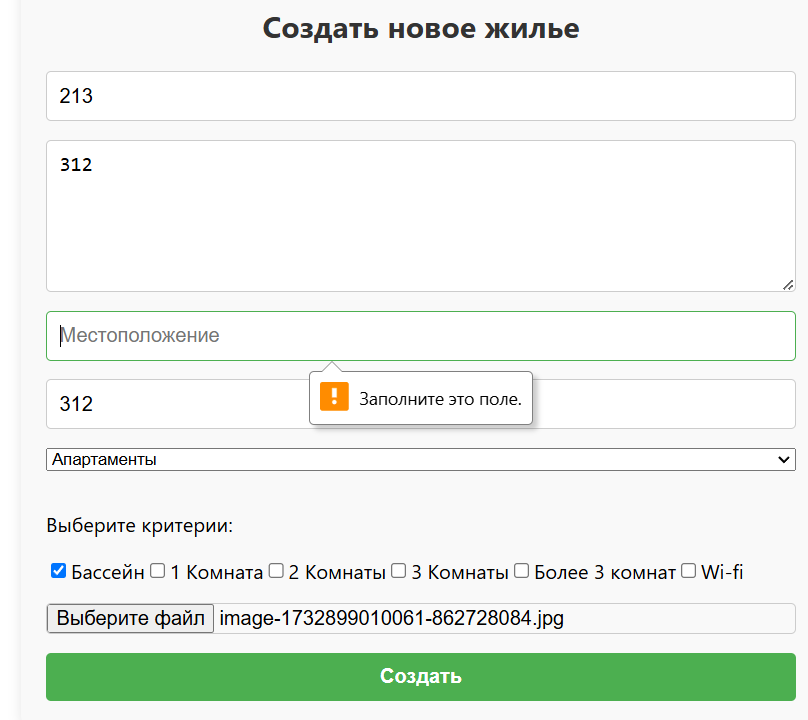 Создать новое жилье
213
312
Местоположение
Заполните это поле.
312
Апартаменты
Выберите критерии:
Бассейн 1 Комната 2 Комнаты 3 Комнаты Более 3 комнат Wi-fi
Выберите файл image-1732899010061-862728084.jpg
Создать